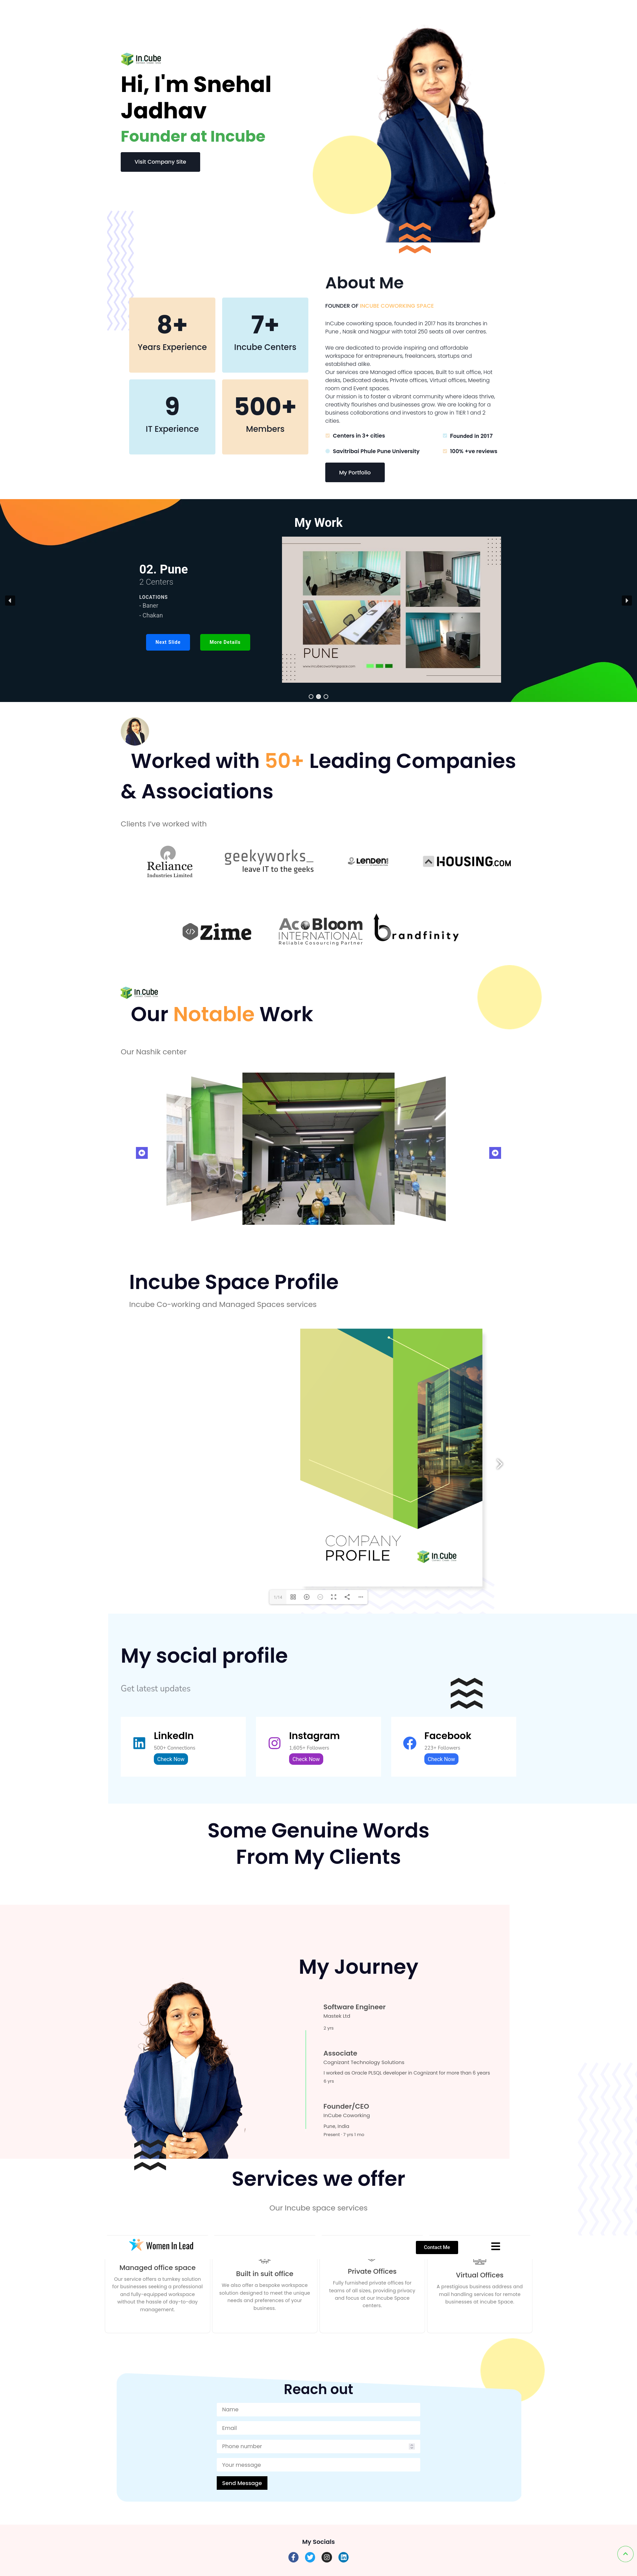 In Cube
Hi, I'm Snehal
Jadhav
Founder at Incube
Visit Company Site
8+
Years Experience
7+
Incube Centers
9
IT Experience
500+
Members
About Me
FOUNDER OF INCUBE COWORKING SPACE
InCube coworking space, founded in 2017 has its branches in
Pune , Nasik and Nagpur with total 250 seats all over centres.
We are dedicated to provide inspiring and affordable
workspace for entrepreneurs, freelancers, startups and
established alike.
Our services are Managed office spaces, Built to suit office, Hot
desks, Dedicated desks, Private offices, Virtual offices, Meeting
room and Event spaces.
Our mission is to foster a vibrant community where ideas thrive,
creativity flourishes and businesses grow. We are looking for a
business collaborations and investors to grow in TIER 1 and 2
cities.
Centers in 3+ cities
Founded in 2017
Savitribai Phule Pune University
100% +ve reviews
My Portfolio
My Work
02. Pune
2 Centers
LOCATIONS
- Baner
- Chakan
Next Slide
More Details
PUNE
www.incubecoworkingspace.com
Worked with 50+ Leading Companies
& Associations
Clients I've worked with
Reliance
Industries Limited
geekyworks_
leave IT to the geeks
LENDEN
HOUSING.COM
Zime
AcoBloom
INTERNATIONAL
Reliable Cosourcing Partner
brandfinity
In Cube
Our Notable Work
Our Nashik center
Incube Space Profile
Incube Co-working and Managed Spaces services
COMPANY
PROFILE
In Cube
My social profile
Get latest updates
LinkedIn
500+ Connections
Check Now
Instagram
1,605+ Followers
Check Now
Facebook
223+ Followers
Check Now
Some Genuine Words
From My Clients
My Journey
Software Engineer
Mastek Ltd
2 yrs
Associate
Cognizant Technology Solutions
I worked as Oracle PLSQL developer in Cognizant for more than 6 years
6 yrs
Founder/CEO
InCube Coworking
Pune, India
Present · 7 yrs 1 mo
Services we offer
Our Incube space services
Women In Lead
Contact Me
Managed office space
Our service offers a turnkey solution
for businesses seeking a professional
and fully-equipped workspace
without the hassle of day-to-day
management.
Built in suit office
We also offer a bespoke workspace
solution designed to meet the unique
needs and preferences of your
business.
Private Offices
Fully furnished private offices for
teams of all sizes, providing privacy
and focus at our Incube Space
centers.
Virtual Offices
A prestigious business address and
mail handling services for remote
businesses at Incube Space.
Reach out
Name
Email
Phone number
Your message
Send Message
My Socials